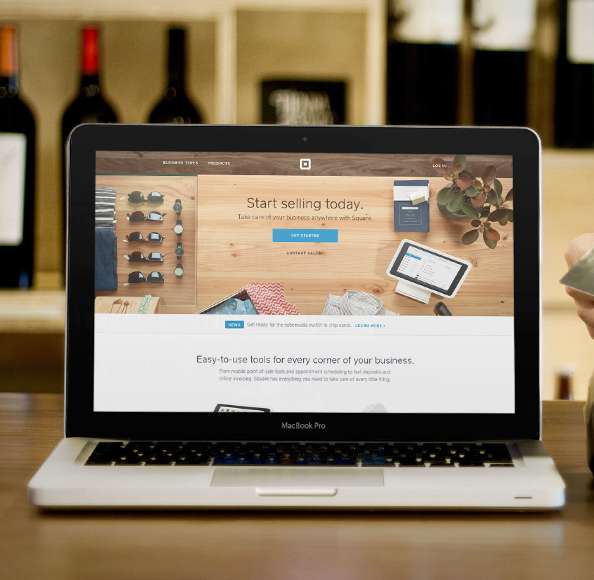 BUSINESS TYPES PRODUCTS LOG IN
Start selling today.
Take care of your business anywhere with Square.
GET STARTED
CONTACT SALES
NEWS Get ready for the nationwide switch to chip cards. LEARN MORE >
Easy-to-use tools for every corner of your business.
From mobile point of sale tools and appointment scheduling to fast deposits and
online invoicing, Square has everything you need to take care of every little thing.
MacBook Pro